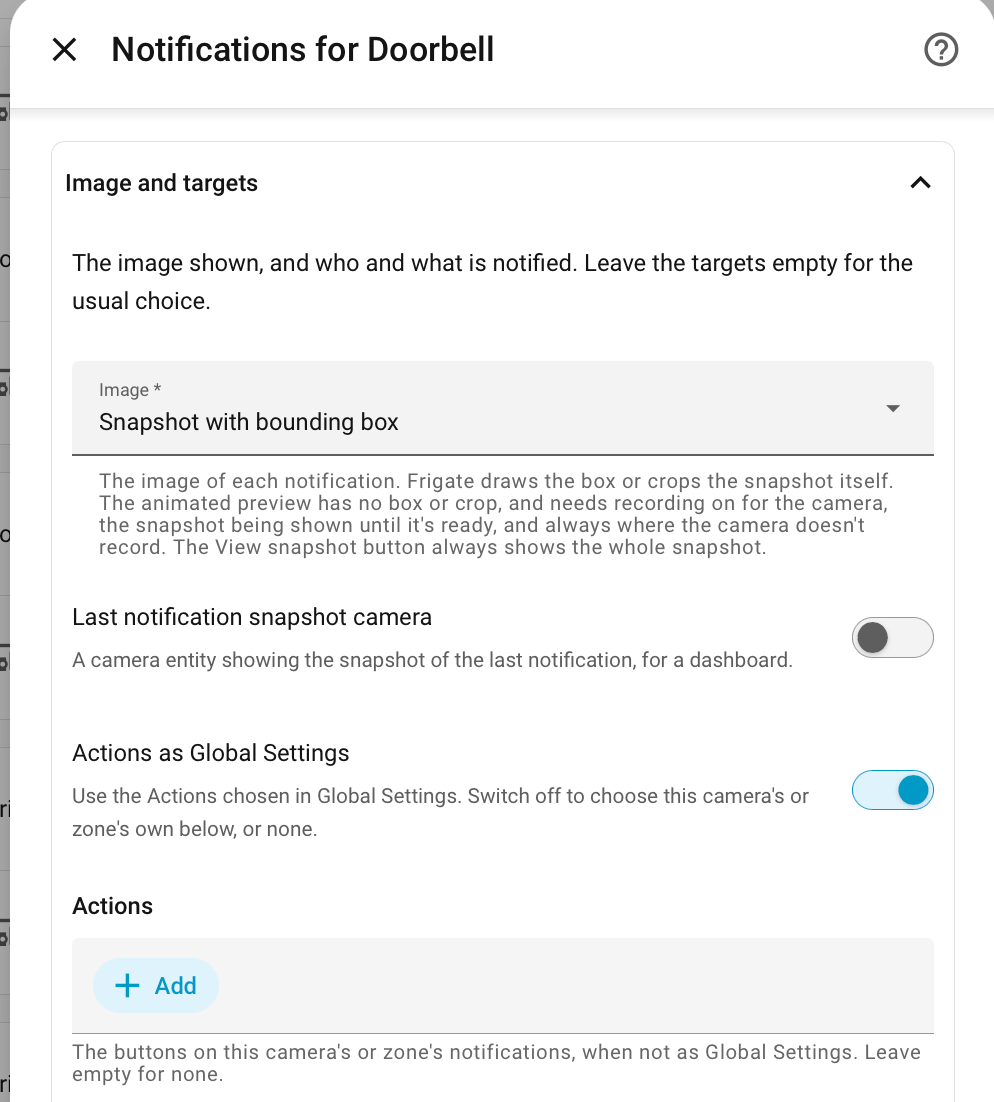 Notifications for Doorbell
Image and targets
The image shown, and who and what is notified. Leave the targets empty for the
usual choice.
Image *
Snapshot with bounding box
The image of each notification. Frigate draws the box or crops the snapshot itself.
The animated preview has no box or crop, and needs recording on for the camera,
the snapshot being shown until it's ready, and always where the camera doesn't
record. The View snapshot button always shows the whole snapshot.
Last notification snapshot camera
A camera entity showing the snapshot of the last notification, for a dashboard.
Actions as Global Settings
Use the Actions chosen in Global Settings. Switch off to choose this camera's or
zone's own below, or none.
Actions
Add
The buttons on this camera's or zone's notifications, when not as Global Settings. Leave
empty for none.